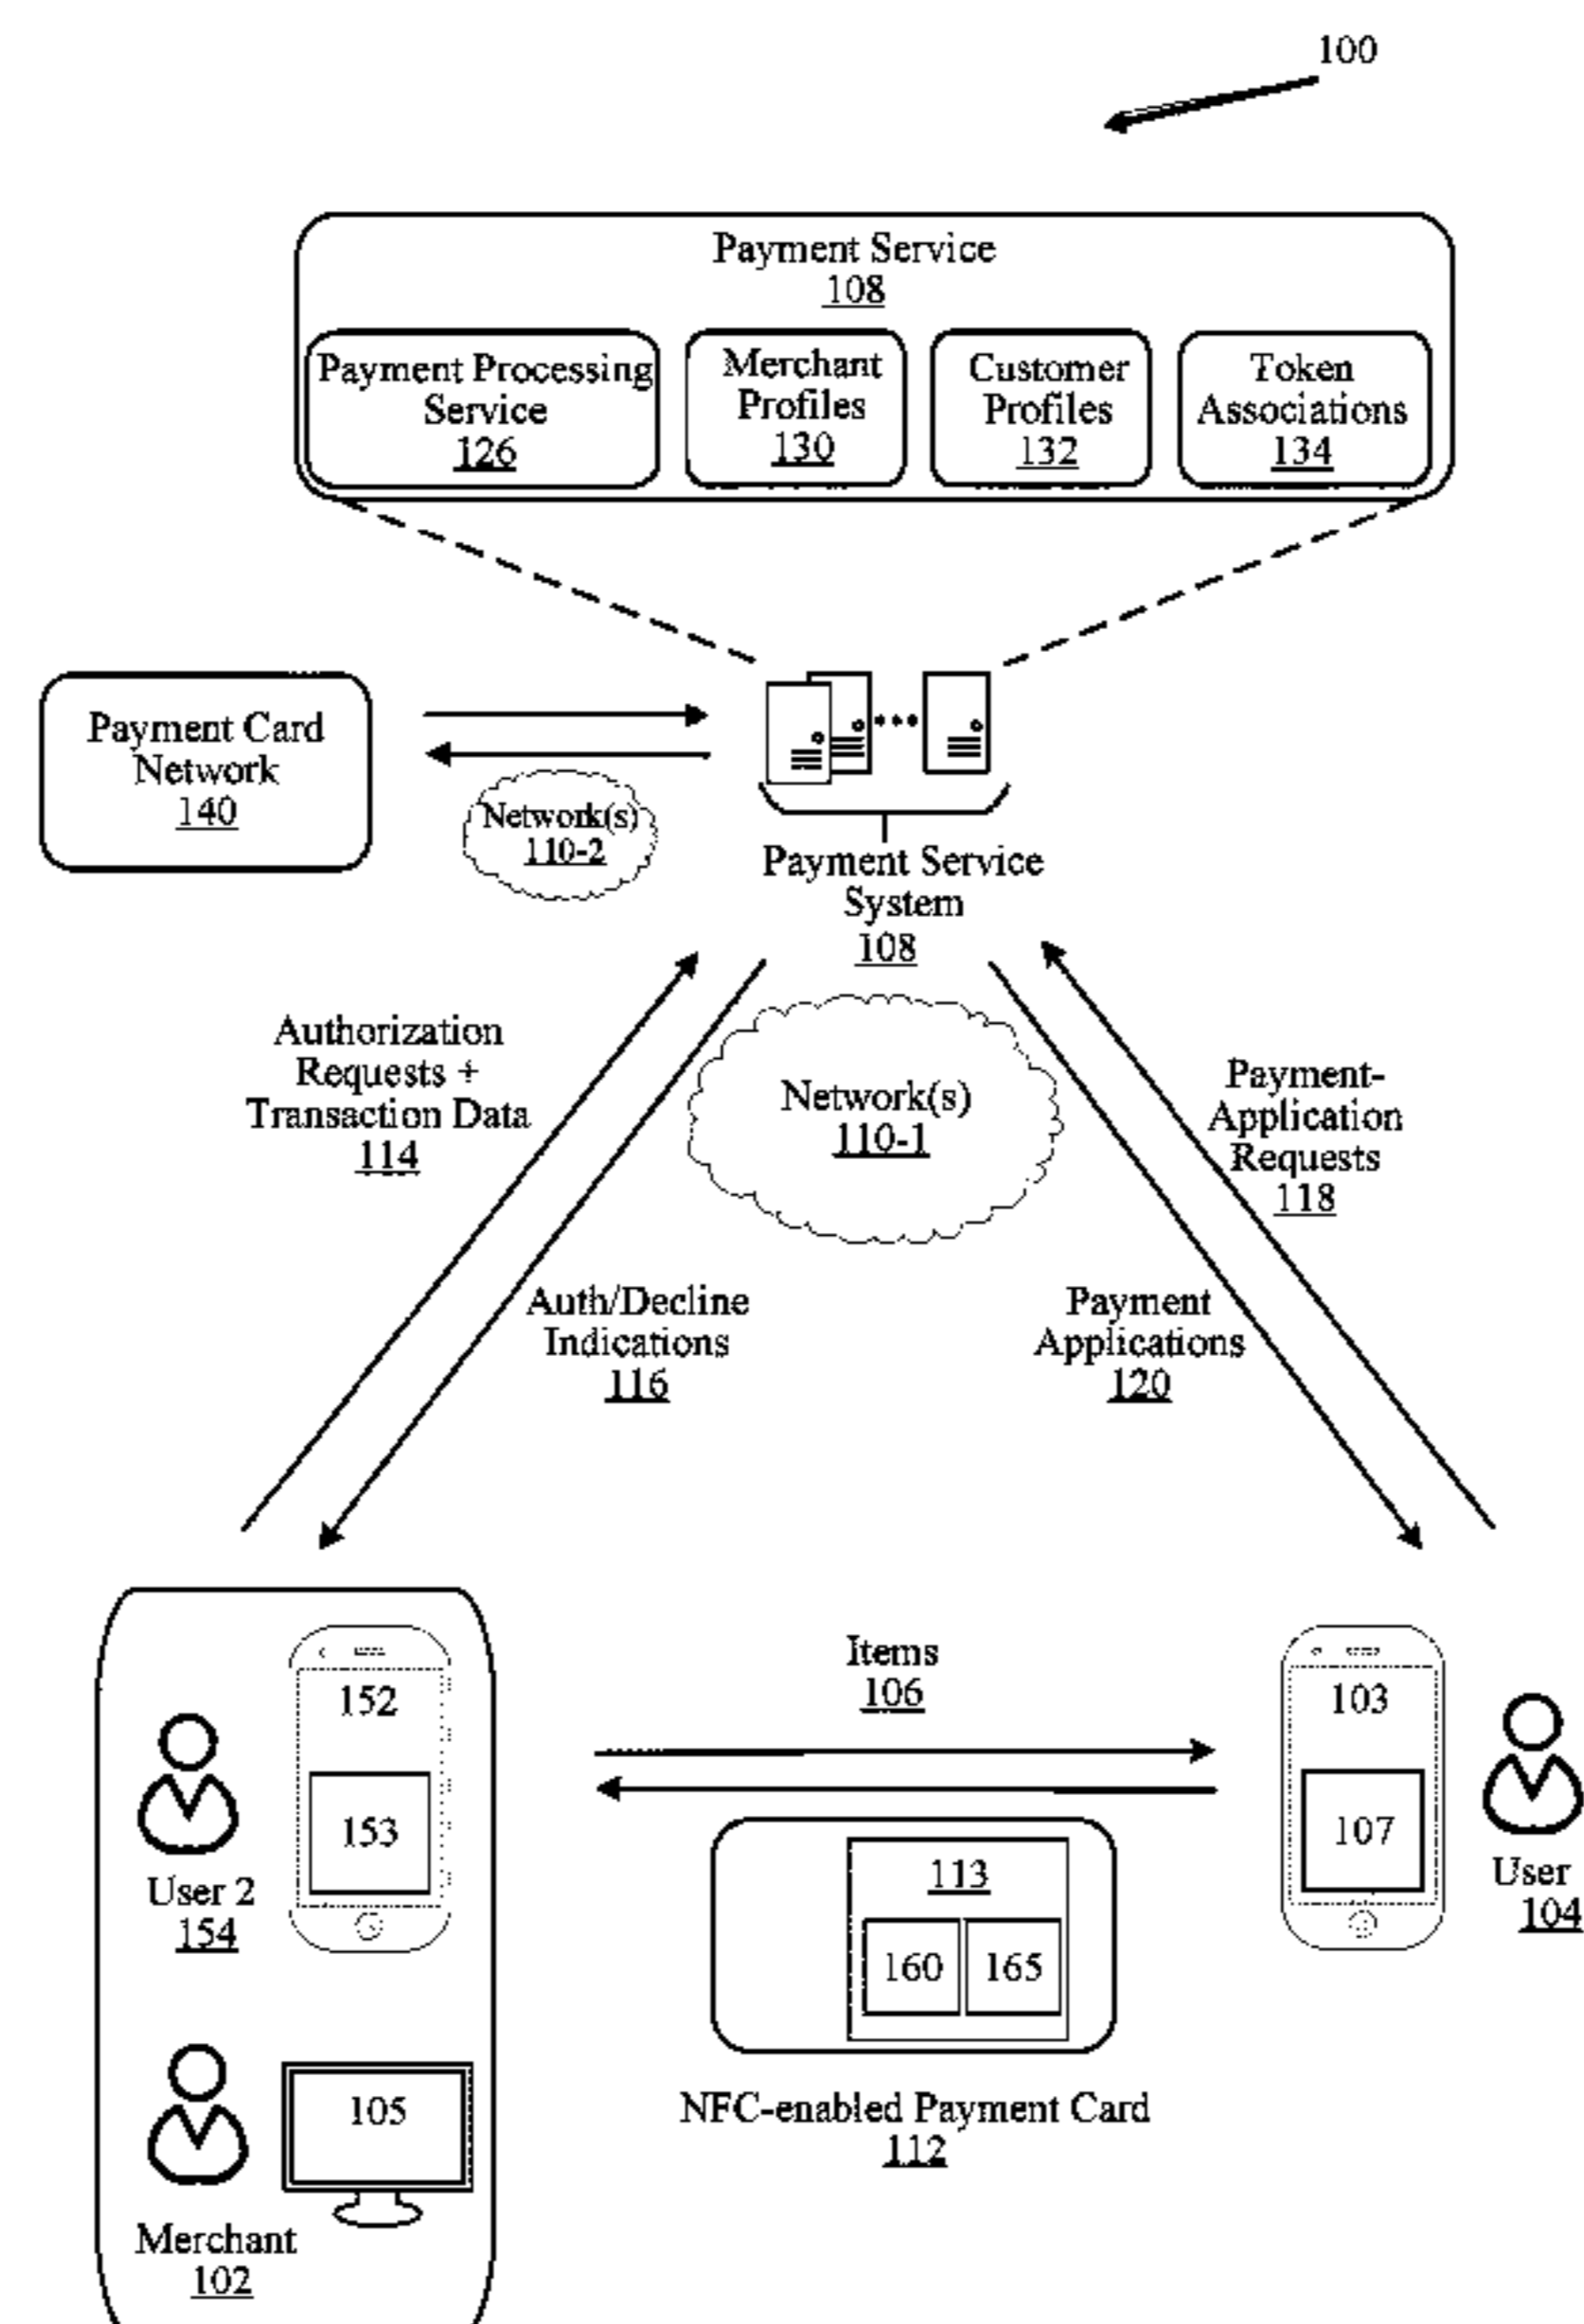 100
Payment Service
108
Payment Processing
Service
126
Merchant
Profiles
130
Customer
Profiles
132
Token
Associations
134
Payment Card
Network
140
Network(s)
110-2
Payment Service
System
108
Authorization
Requests +
Transaction Data
114
Network(s)
110-1
Payment-
Application
Requests
118
Auth/Decline
Indications
116
Payment
Applications
120
152
153
User 2
154
Items
106
103
107
User
104
113
160
165
NFC-enabled Payment Card
112
105
Merchant
102